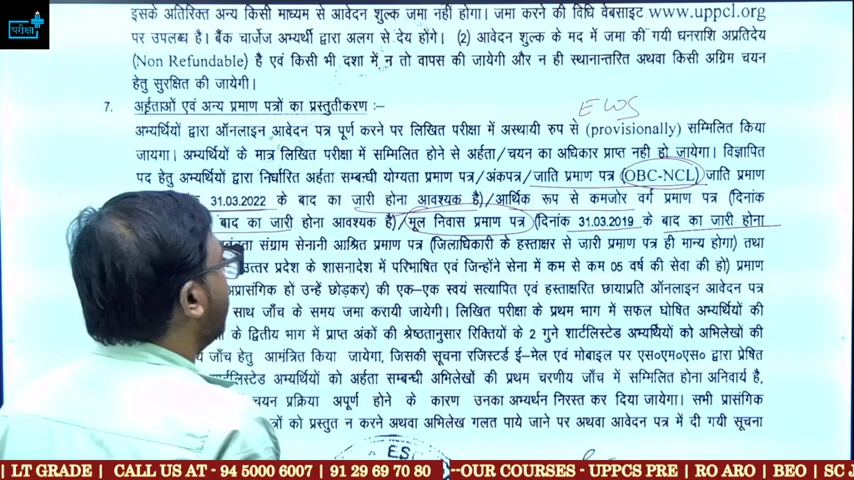 परीक्षा
इसके अतिरिक्त अन्य किसी माध्यम से आवेदन शुल्क जमा नहीं होगा। जमा करने की विधि वेबसाइट www.uppcl.org
पर उपलब्ध है। बैंक चार्जेज अभ्यर्थी द्वारा अलग से देय होंगे। (2) आवेदन शुल्क के मद में जमा की गयी धनराशि अप्रतिदेय
(Non Refundable) है एवं किसी भी दशा में न तो वापस की जायेगी और न ही स्थानान्तरित अथवा किसी अग्रिम चयन
हेतु सुरक्षित की जायेगी।
7. अर्हताओं एवं अन्य प्रमाण पत्रों का प्रस्तुतीकरण :–
EWS
अभ्यर्थियों द्वारा ऑनलाइन आवेदन पत्र पूर्ण करने पर लिखित परीक्षा में अस्थायी रुप से (provisionally) सम्मिलित किया
जायगा। अभ्यर्थियों के मात्र लिखित परीक्षा में सम्मिलित होने से अर्हता/चयन का अधिकार प्राप्त नही हो जायेगा। विज्ञापित
पद हेतु अभ्यर्थियों द्वारा निर्धारित अर्हता सम्बन्धी योग्यता प्रमाण पत्र/अंकपत्र/जाति प्रमाण पत्र (OBC-NCL) जाति प्रमाण
31.03.2022 के बाद का जारी होना आवश्यक है)/आर्थिक रूप से कमजोर वर्ग प्रमाण पत्र (दिनांक
बाद का जारी होना आवश्यक है)/मूल निवास प्रमाण पत्र (दिनांक 31.03.2019 के बाद का जारी होना
संग्राम सेनानी आश्रित प्रमाण पत्र (जिलाधिकारी के हस्ताक्षर से जारी प्रमाण पत्र ही मान्य होगा) तथा
उत्तर प्रदेश के शासनादेश में परिभाषित एवं जिन्होंने सेना में कम से कम 05 वर्ष की सेवा की हो) प्रमाण
अप्रासंगिक हों उन्हें छोड़कर) की एक–एक स्वयं सत्यापित एवं हस्ताक्षरित छायाप्रति ऑनलाइन आवेदन पत्र
साथ जाँच के समय जमा करायी जायेगी। लिखित परीक्षा के प्रथम भाग में सफल घोषित अभ्यर्थियों की
के द्वितीय भाग में प्राप्त अंकों की श्रेष्ठतानुसार रिक्तियों के 2 गुने शार्टलिस्टेड अभ्यर्थियों को अभिलेखों की
जाँच हेतु आमंत्रित किया जायेगा, जिसकी सूचना रजिस्टर्ड ई–मेल एवं मोबाइल पर एस०एम०एस० द्वारा प्रेषित
शार्टलिस्टेड अभ्यर्थियों को अर्हता सम्बन्धी अभिलेखों की प्रथम चरणीय जाँच में सम्मिलित होना अनिवार्य है,
चयन प्रक्रिया अपूर्ण होने के कारण उनका अभ्यर्थन निरस्त कर दिया जायेगा। सभी प्रासंगिक
को प्रस्तुत न करने अथवा अभिलेख गलत पाये जाने पर अथवा आवेदन पत्र में दी गयी सूचना
ES
| LT GRADE | CALL US AT - 94 5000 6007 | 91 29 69 70 80 --OUR COURSES - UPPCS PRE | RO ARO | BEO | SC J